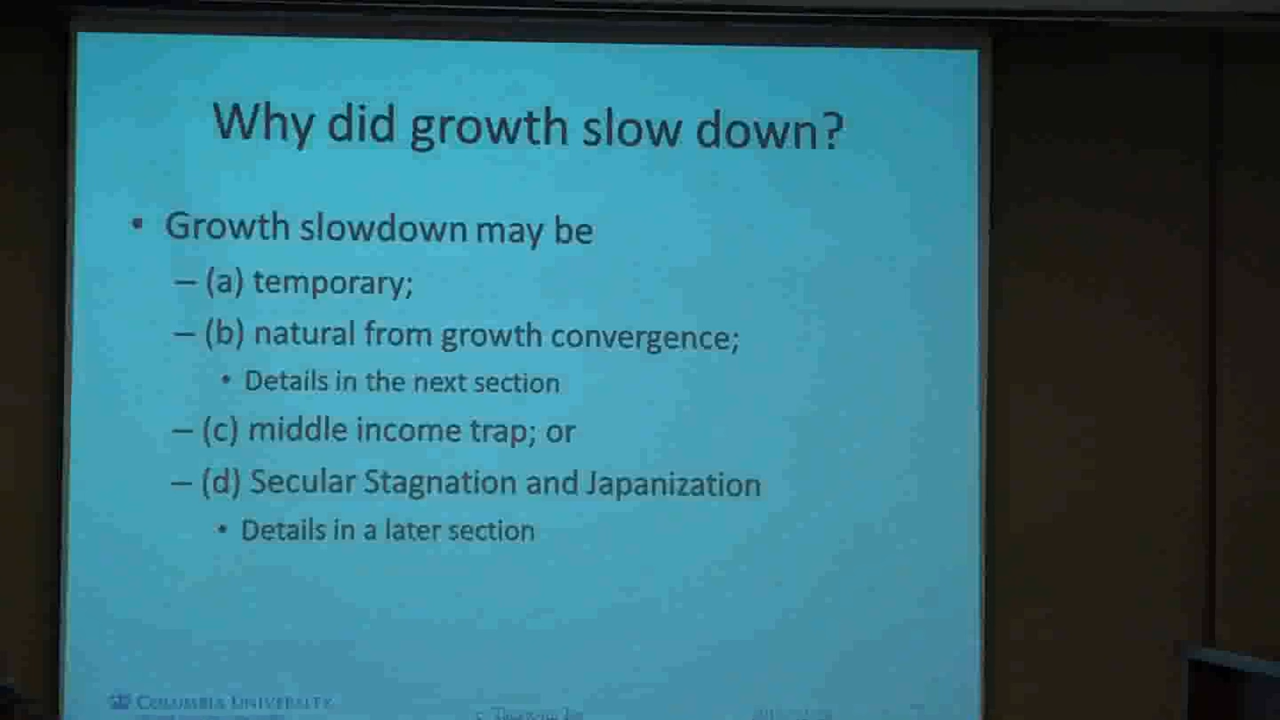 Why did growth slow down?
• Growth slowdown may be
– (a) temporary;
– (b) natural from growth convergence;
• Details in the next section
– (c) middle income trap; or
– (d) Secular Stagnation and Japanization
• Details in a later section
COLUMBIA UNIVERSITY